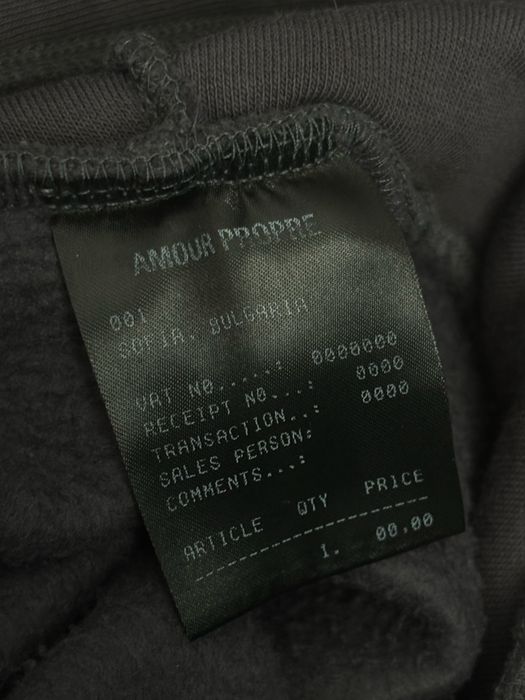 AMOUR PROPRE
001
SOFIA, BULGARIA
VAT NO.....: 0000000
RECEIPT NO...: 0000
TRANSACTION..: 0000
SALES PERSON:
COMMENTS...:
ARTICLE QTY PRICE
--------------------
1. 00,00